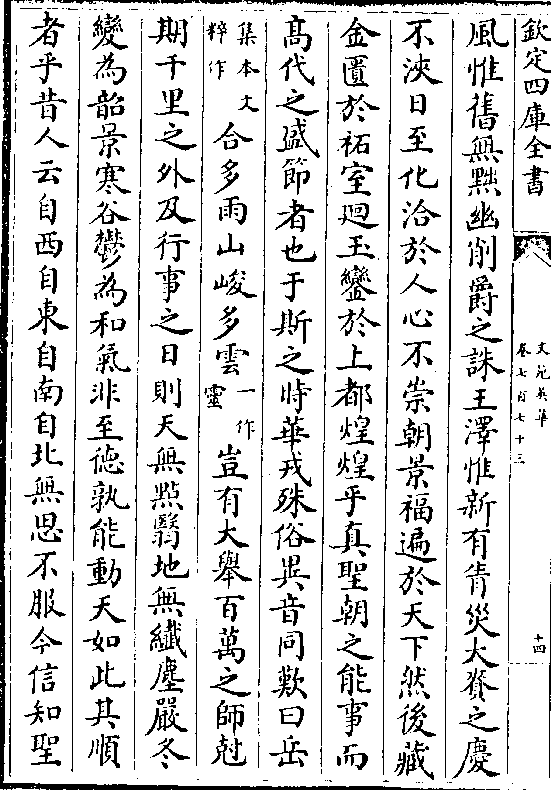 欽定四庫全書
文苑英華
卷七百七十三
十四
風惟舊無黜幽削爵之誅王澤惟新有眚災大賚之慶
不浹日至化洽於人心不崇朝景福遍於天下然後藏
金匱於祏室迴玉鑾於上都煌煌乎真聖朝之能事而
髙代之盛節者也于斯之時華戎殊俗異音同歎曰岳
集本文
粹作
合多雨山峻多雲
一作
靈
豈有大舉百萬之師尅
期千里之外及行事之日則天無點翳地無纖塵嚴冬
變為韶景寒谷鬱為和氣非至徳孰能動天如此其順
者乎昔人云自西自東自南自北無思不服今信知聖